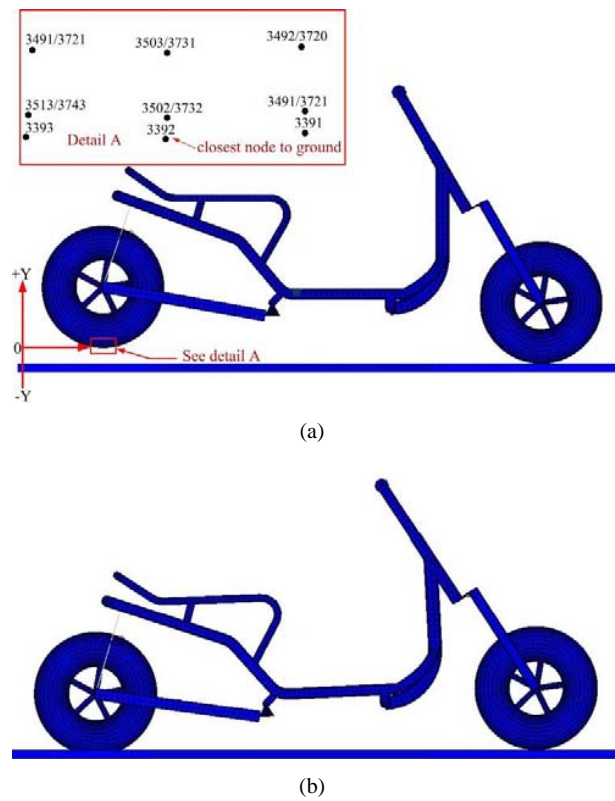 3491/3721 3503/3731 3492/3720
3513/3743 3502/3732 3491/3721
3393 3392 3391
Detail A closest node to ground
+Y
0
See detail A
-Y
(a)
(b)